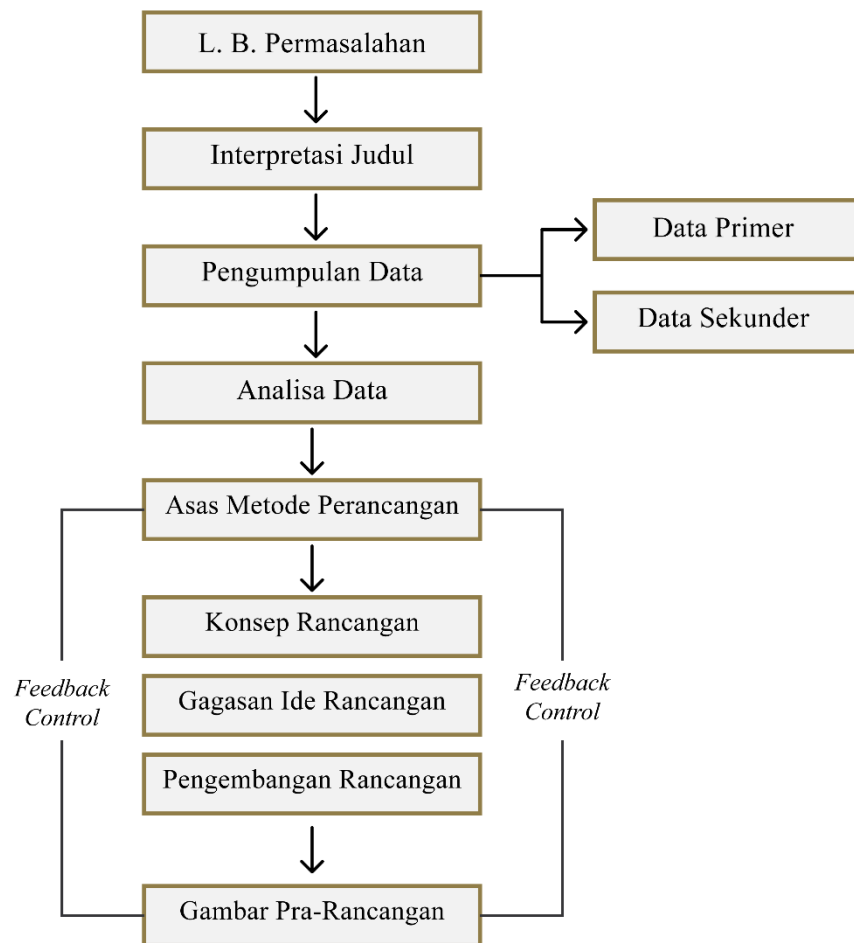 L. B. Permasalahan
Interpretasi Judul
Pengumpulan Data
Data Primer
Data Sekunder
Analisa Data
Asas Metode Perancangan
Konsep Rancangan
Gagasan Ide Rancangan
Pengembangan Rancangan
Feedback
Control
Feedback
Control
Gambar Pra-Rancangan